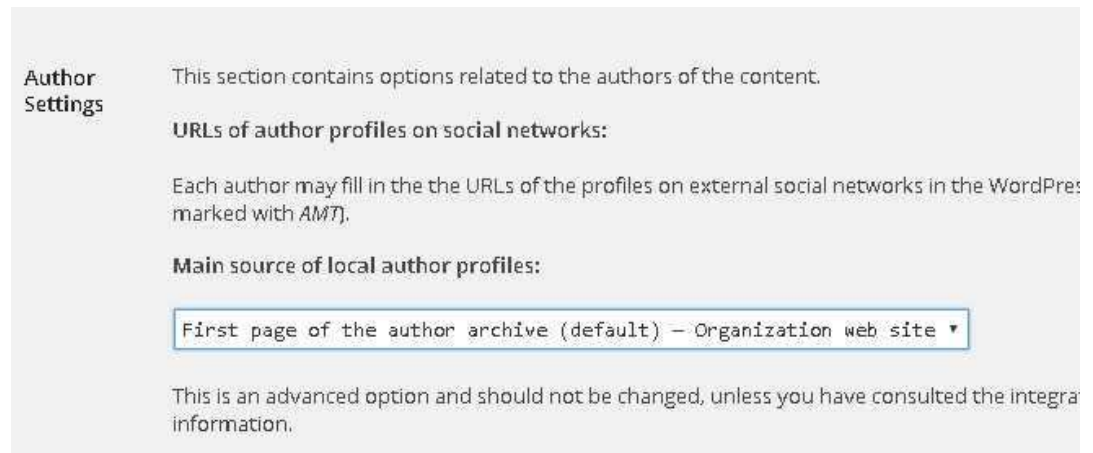 Author
Settings
This section contains options related to the authors of the content.
URLs of author profiles on social networks:
Each author may fill in the the URLs of the profiles on external social networks in the
marked with AMT).
Main source of local author profiles:
First page of the author archive (default) — Organization web site
This is an advanced option and should not be changed, unless you have consulted the
information.